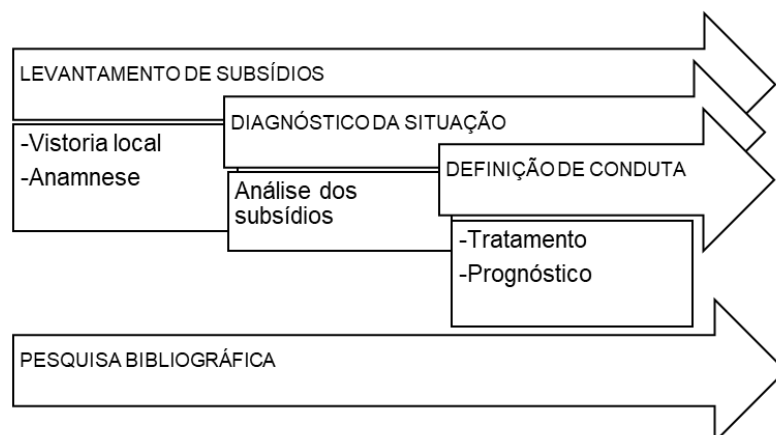 LEVANTAMENTO DE SUBSÍDIOS
-Vistoria local
-Anamnese
DIAGNÓSTICO DA SITUAÇÃO
Análise dos
subsídios
DEFINIÇÃO DE CONDUTA
-Tratamento
-Prognóstico
PESQUISA BIBLIOGRÁFICA